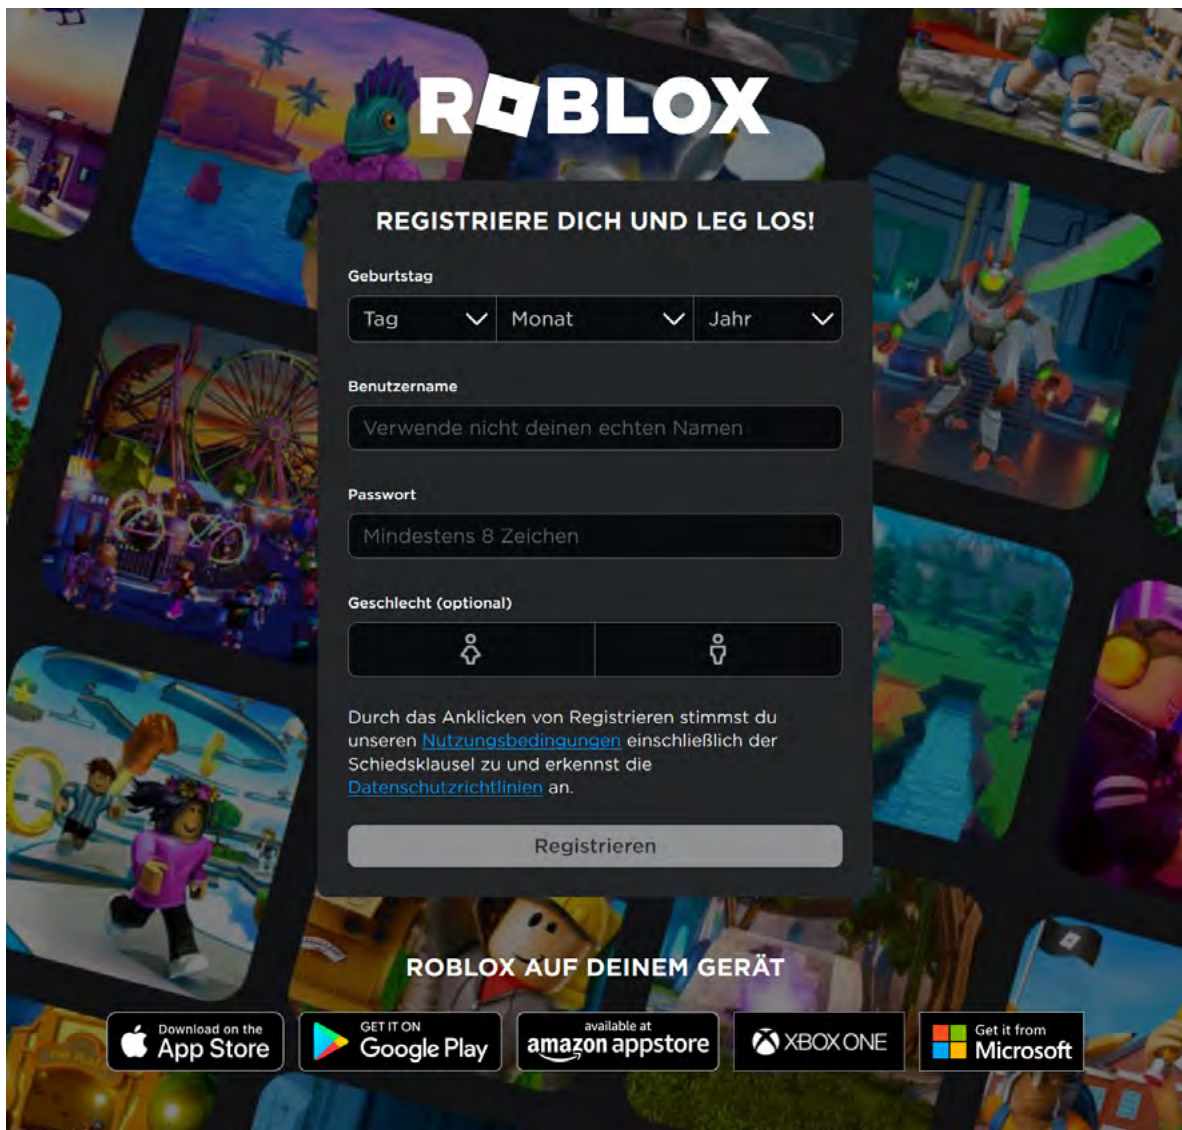 ROBLOX
REGISTRIERE DICH UND LEG LOS!
Geburtstag
Tag Monat Jahr
Benutzername
Verwende nicht deinen echten Namen
Passwort
Mindestens 8 Zeichen
Geschlecht (optional)
Durch das Anklicken von Registrieren stimmst du
unseren Nutzungsbedingungen einschließlich der
Schiedsklausel zu und erkennst die
Datenschutzrichtlinien an.
Registrieren
ROBLOX AUF DEINEM GERÄT
Download on the
App Store
GET IT ON
Google Play
available at
amazon appstore
XBOX ONE
Get it from
Microsoft